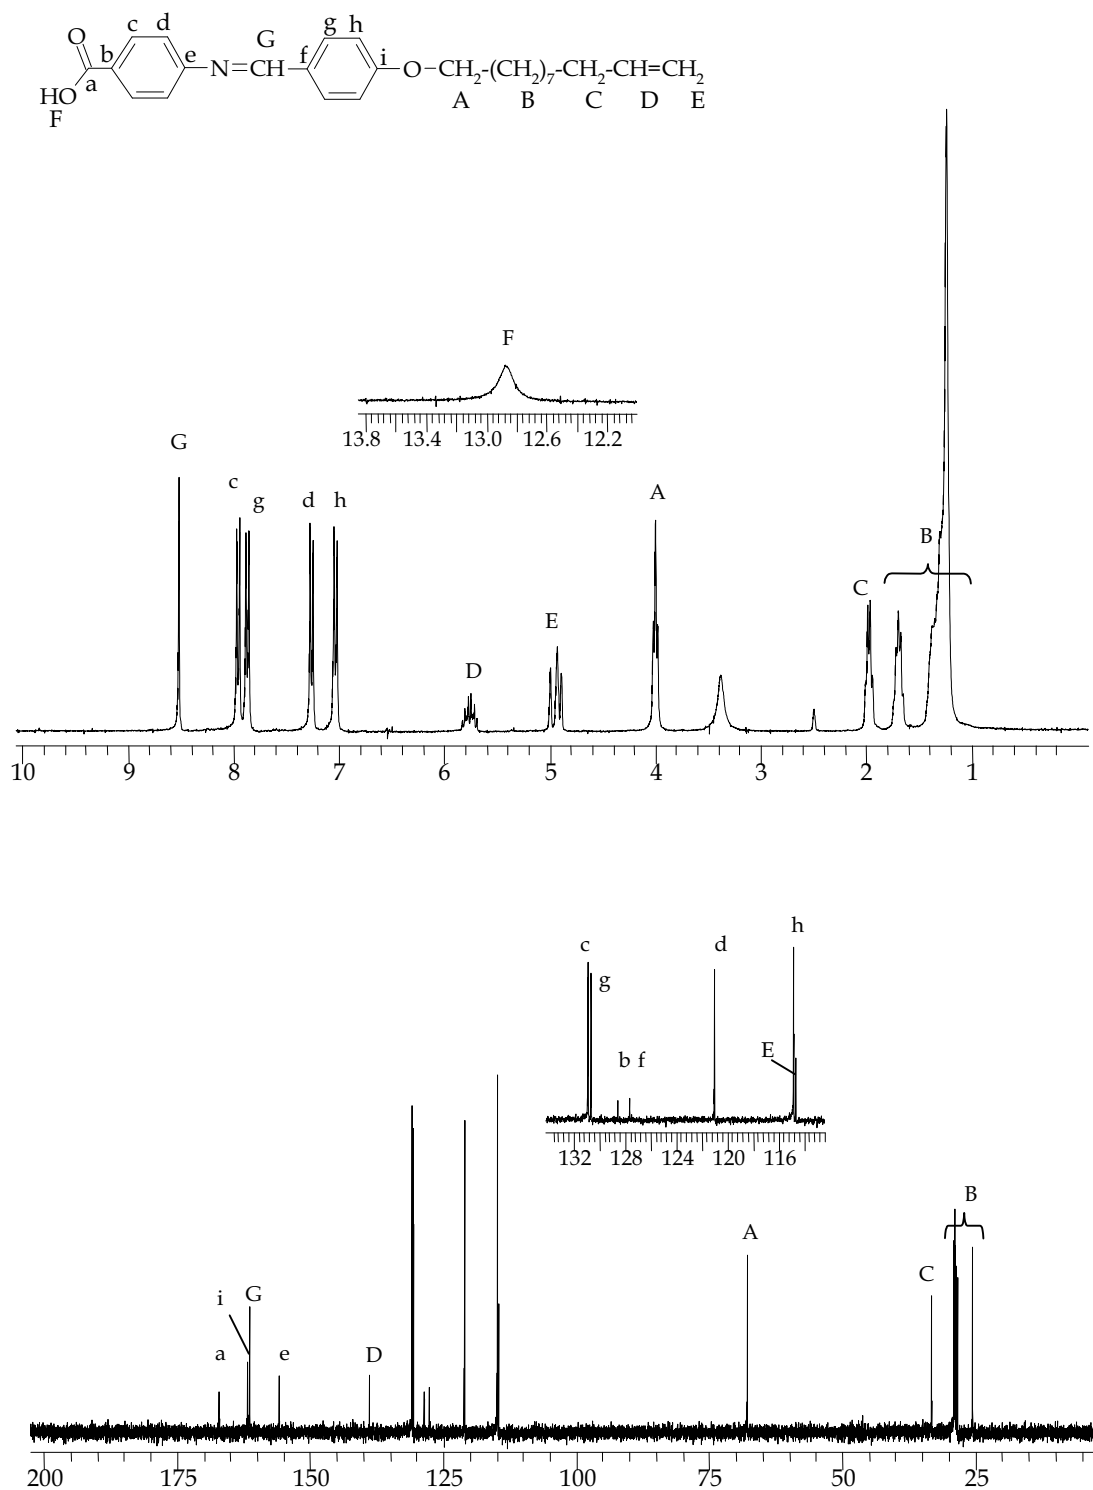 c d g h
O b e N=CH G f i O-CH2-(CH2)7-CH2-CH=CH2
a
HO A B C D E
F
F
13.8 13.4 13.0 12.6 12.2
G
c g d h A
B
C
E
D
10 9 8 7 6 5 4 3 2 1
h
c d
g
b f E
132 128 124 120 116
B
A
C
i G
a e D
200 175 150 125 100 75 50 25